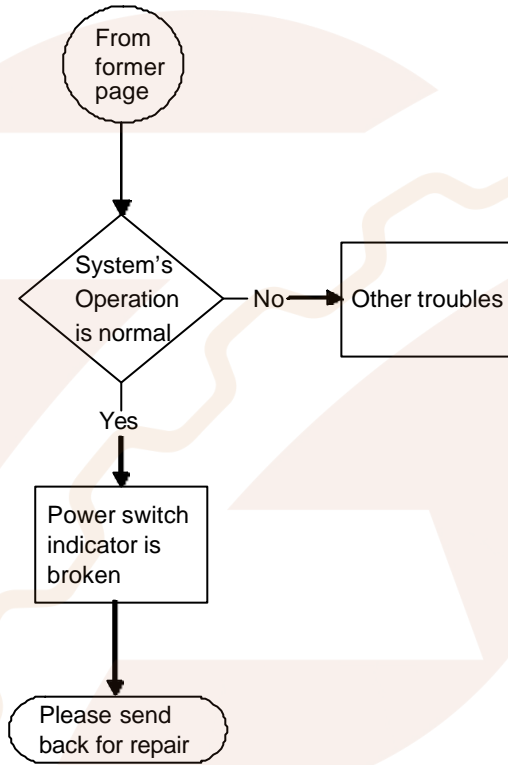 From
former
page
System's
Operation
is normal
No
Other troubles
Yes
Power switch
indicator is
broken
Please send
back for repair